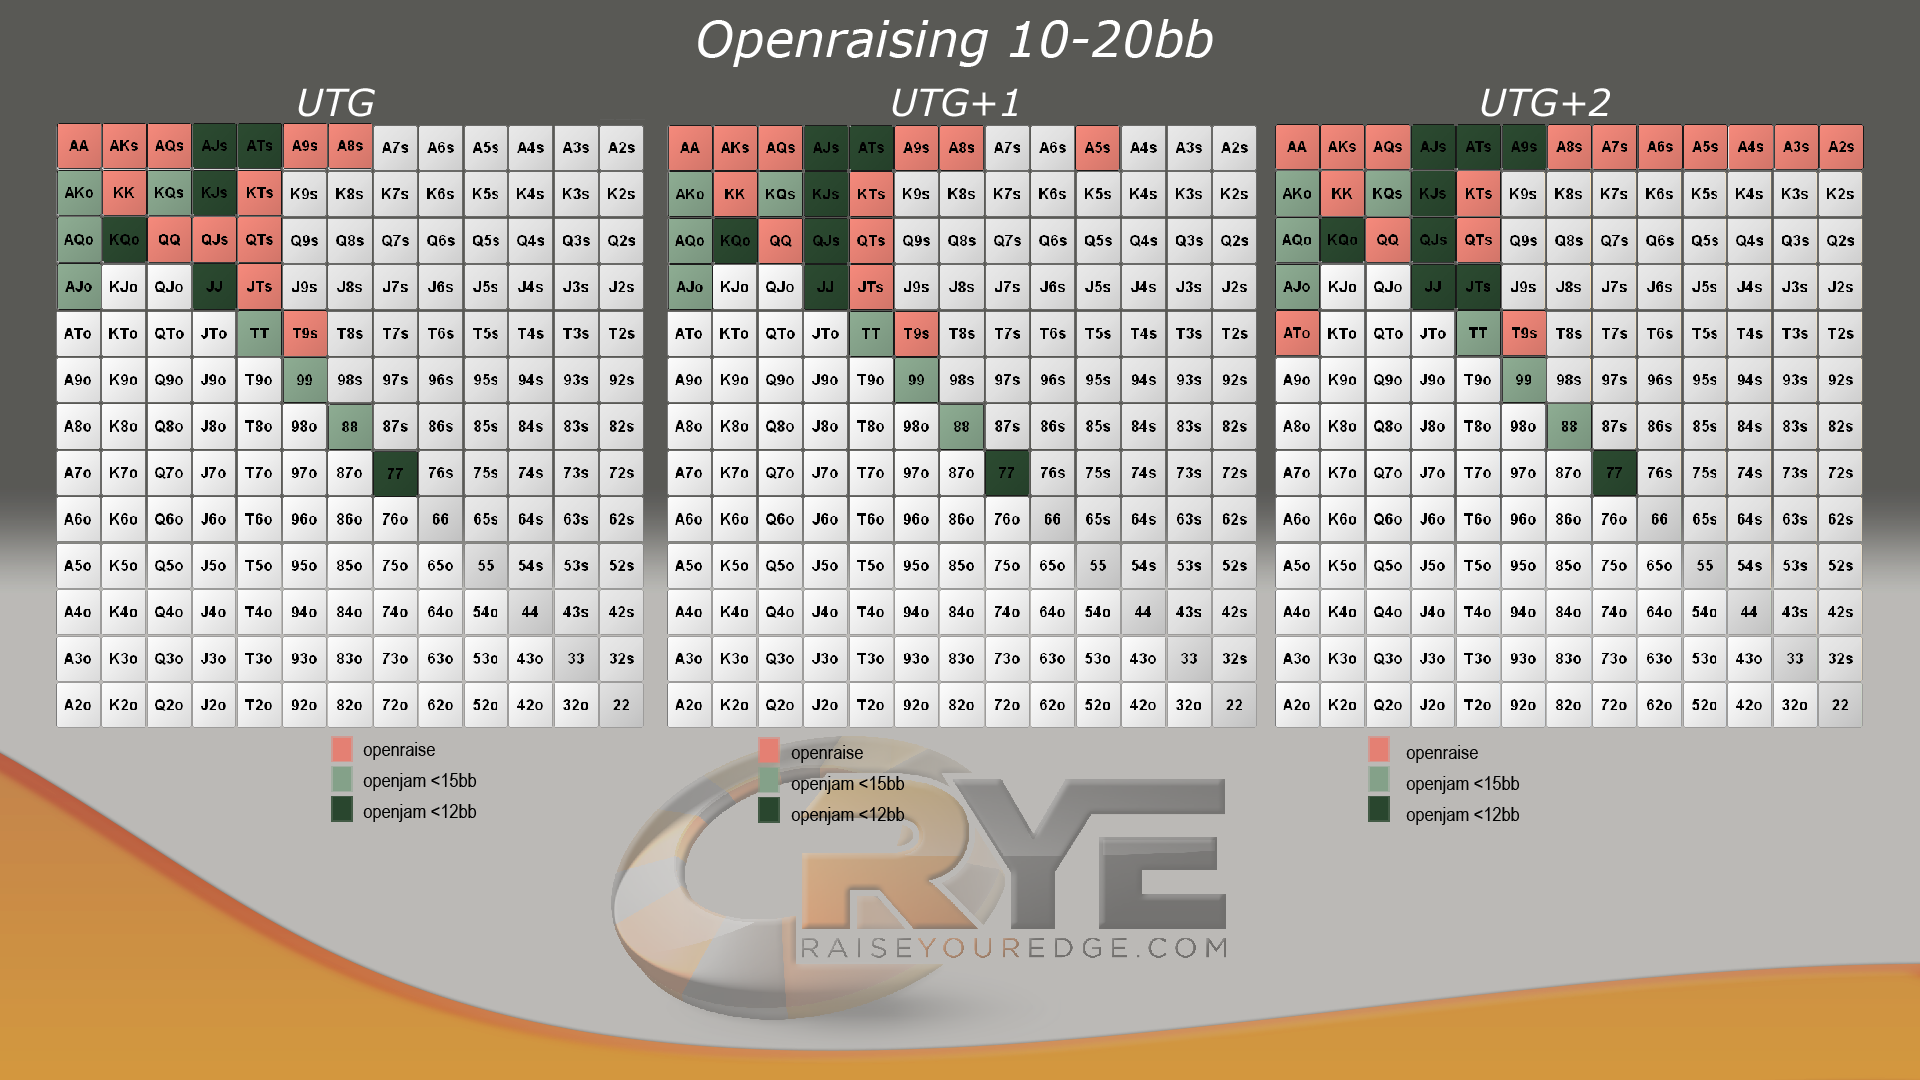 Openraising 10-20bb
UTG
AA AKs AQs AJs ATs A9s A8s A7s A6s A5s A4s A3s A2s
AKo KK KQs KJs KTs K9s K8s K7s K6s K5s K4s K3s K2s
AQo KQo QQ QJs QTs Q9s Q8s Q7s Q6s Q5s Q4s Q3s Q2s
AJo KJo QJo JJ JTs J9s J8s J7s J6s J5s J4s J3s J2s
ATo KTo QTo JTo TT T9s T8s T7s T6s T5s T4s T3s T2s
A9o K9o Q9o J9o T9o 99 98s 97s 96s 95s 94s 93s 92s
A8o K8o Q8o J8o T8o 98o 88 87s 86s 85s 84s 83s 82s
A7o K7o Q7o J7o T7o 97o 87o 77 76s 75s 74s 73s 72s
A6o K6o Q6o J6o T6o 96o 86o 76o 66 65s 64s 63s 62s
A5o K5o Q5o J5o T5o 95o 85o 75o 65o 55 54s 53s 52s
A4o K4o Q4o J4o T4o 94o 84o 74o 64o 54o 44 43s 42s
A3o K3o Q3o J3o T3o 93o 83o 73o 63o 53o 43o 33 32s
A2o K2o Q2o J2o T2o 92o 82o 72o 62o 52o 42o 32o 22
openraise
openjam <15bb
openjam <12bb
UTG+1
AA AKs AQs AJs ATs A9s A8s A7s A6s A5s A4s A3s A2s
AKo KK KQs KJs KTs K9s K8s K7s K6s K5s K4s K3s K2s
AQo KQo QQ QJs QTs Q9s Q8s Q7s Q6s Q5s Q4s Q3s Q2s
AJo KJo QJo JJ JTs J9s J8s J7s J6s J5s J4s J3s J2s
ATo KTo QTo JTo TT T9s T8s T7s T6s T5s T4s T3s T2s
A9o K9o Q9o J9o T9o 99 98s 97s 96s 95s 94s 93s 92s
A8o K8o Q8o J8o T8o 98o 88 87s 86s 85s 84s 83s 82s
A7o K7o Q7o J7o T7o 97o 87o 77 76s 75s 74s 73s 72s
A6o K6o Q6o J6o T6o 96o 86o 76o 66 65s 64s 63s 62s
A5o K5o Q5o J5o T5o 95o 85o 75o 65o 55 54s 53s 52s
A4o K4o Q4o J4o T4o 94o 84o 74o 64o 54o 44 43s 42s
A3o K3o Q3o J3o T3o 93o 83o 73o 63o 53o 43o 33 32s
A2o K2o Q2o J2o T2o 92o 82o 72o 62o 52o 42o 32o 22
openraise
openjam <15bb
openjam <12bb
UTG+2
AA AKs AQs AJs ATs A9s A8s A7s A6s A5s A4s A3s A2s
AKo KK KQs KJs KTs K9s K8s K7s K6s K5s K4s K3s K2s
AQo KQo QQ QJs QTs Q9s Q8s Q7s Q6s Q5s Q4s Q3s Q2s
AJo KJo QJo JJ JTs J9s J8s J7s J6s J5s J4s J3s J2s
ATo KTo QTo JTo TT T9s T8s T7s T6s T5s T4s T3s T2s
A9o K9o Q9o J9o T9o 99 98s 97s 96s 95s 94s 93s 92s
A8o K8o Q8o J8o T8o 98o 88 87s 86s 85s 84s 83s 82s
A7o K7o Q7o J7o T7o 97o 87o 77 76s 75s 74s 73s 72s
A6o K6o Q6o J6o T6o 96o 86o 76o 66 65s 64s 63s 62s
A5o K5o Q5o J5o T5o 95o 85o 75o 65o 55 54s 53s 52s
A4o K4o Q4o J4o T4o 94o 84o 74o 64o 54o 44 43s 42s
A3o K3o Q3o J3o T3o 93o 83o 73o 63o 53o 43o 33 32s
A2o K2o Q2o J2o T2o 92o 82o 72o 62o 52o 42o 32o 22
openraise
openjam <15bb
openjam <12bb
RYE
RAISEYOUREDGE.COM